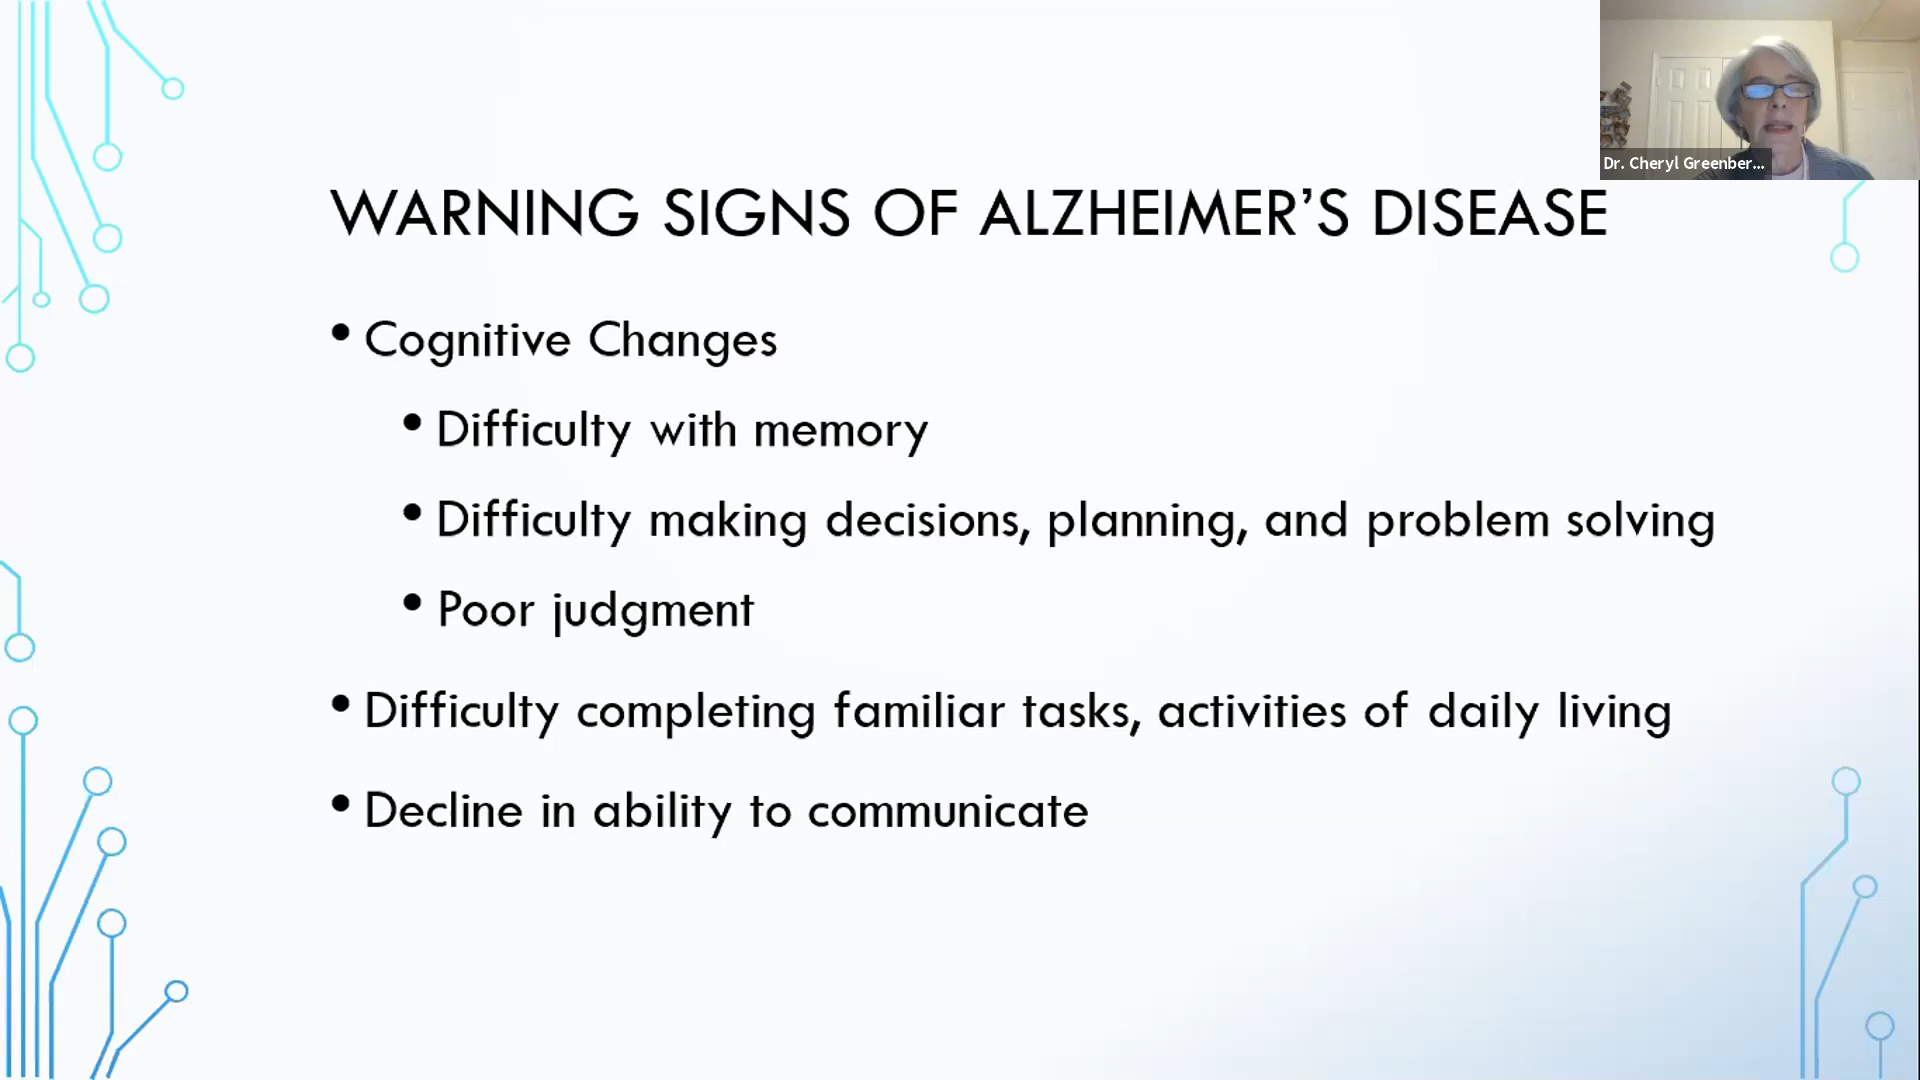 Dr. Cheryl Greenber...
WARNING SIGNS OF ALZHEIMER’S DISEASE
• Cognitive Changes
• Difficulty with memory
• Difficulty making decisions, planning, and problem solving
• Poor judgment
• Difficulty completing familiar tasks, activities of daily living
• Decline in ability to communicate